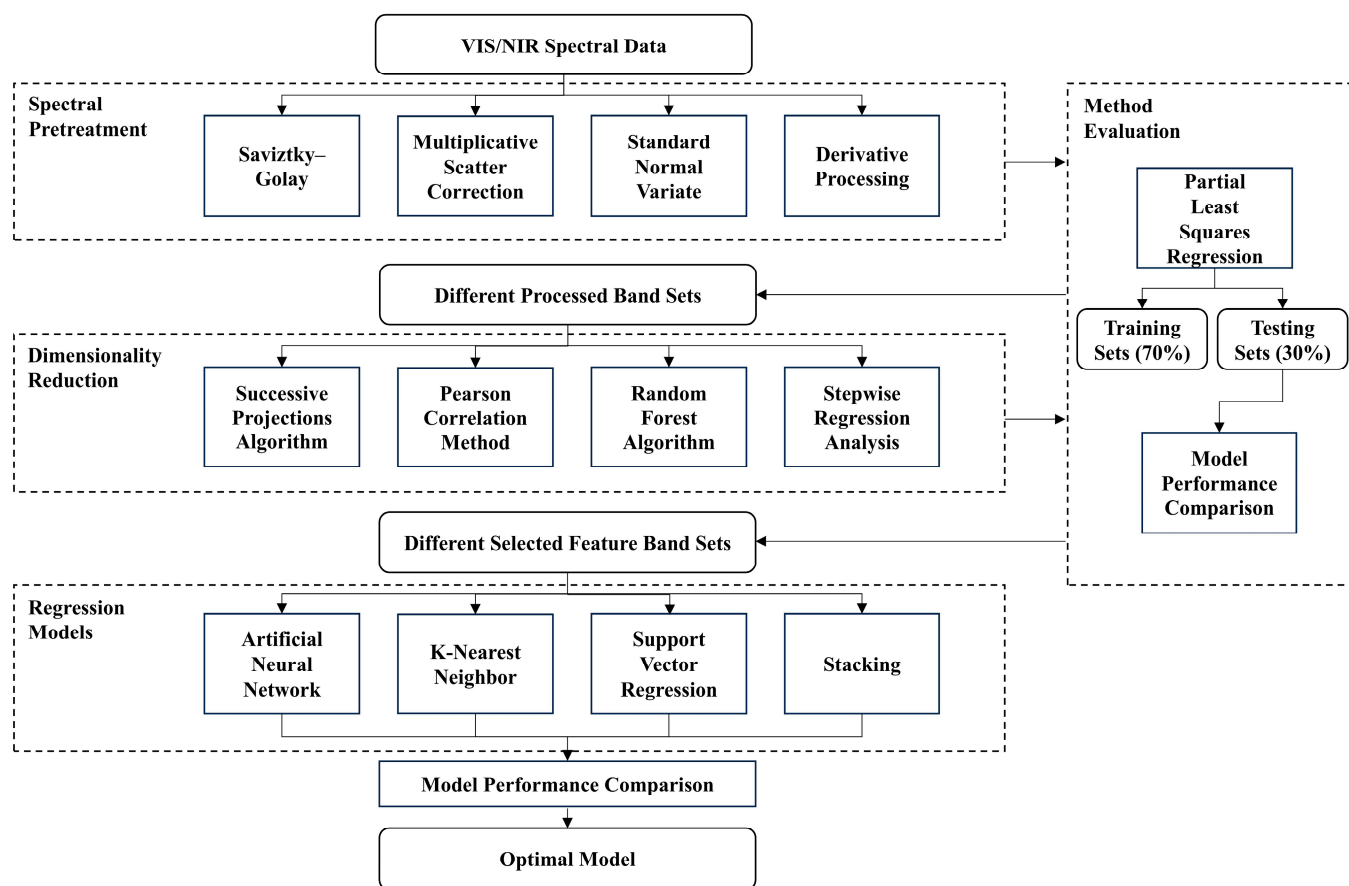 VIS/NIR Spectral Data
Spectral
Pretreatment
Saviztky–
Golay
Multiplicative
Scatter
Correction
Standard
Normal
Variate
Derivative
Processing
Method
Evaluation
Partial
Least
Squares
Regression
Training
Sets (70%)
Testing
Sets (30%)
Model
Performance
Comparison
Different Processed Band Sets
Dimensionality
Reduction
Successive
Projections
Algorithm
Pearson
Correlation
Method
Random
Forest
Algorithm
Stepwise
Regression
Analysis
Different Selected Feature Band Sets
Regression
Models
Artificial
Neural
Network
K-Nearest
Neighbor
Support
Vector
Regression
Stacking
Model Performance Comparison
Optimal Model